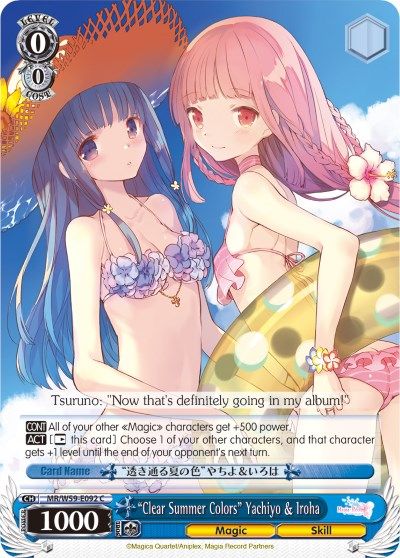 LEVEL
0
0
COST
Tsuruno: "Now that's definitely going in my album!"
CONT All of your other «Magic» characters get +500 power.
ACT [ this card] Choose 1 of your other characters, and that character
gets +1 level until the end of your opponent's next turn.
Card Name "透き通る夏の色"やちよ&いろは
CH MR/W59-E092 C
"Clear Summer Colors" Yachiyo & Iroha
POWER 1000
Magic Skill
©Magica Quartet/Aniplex, Magia Record Partners